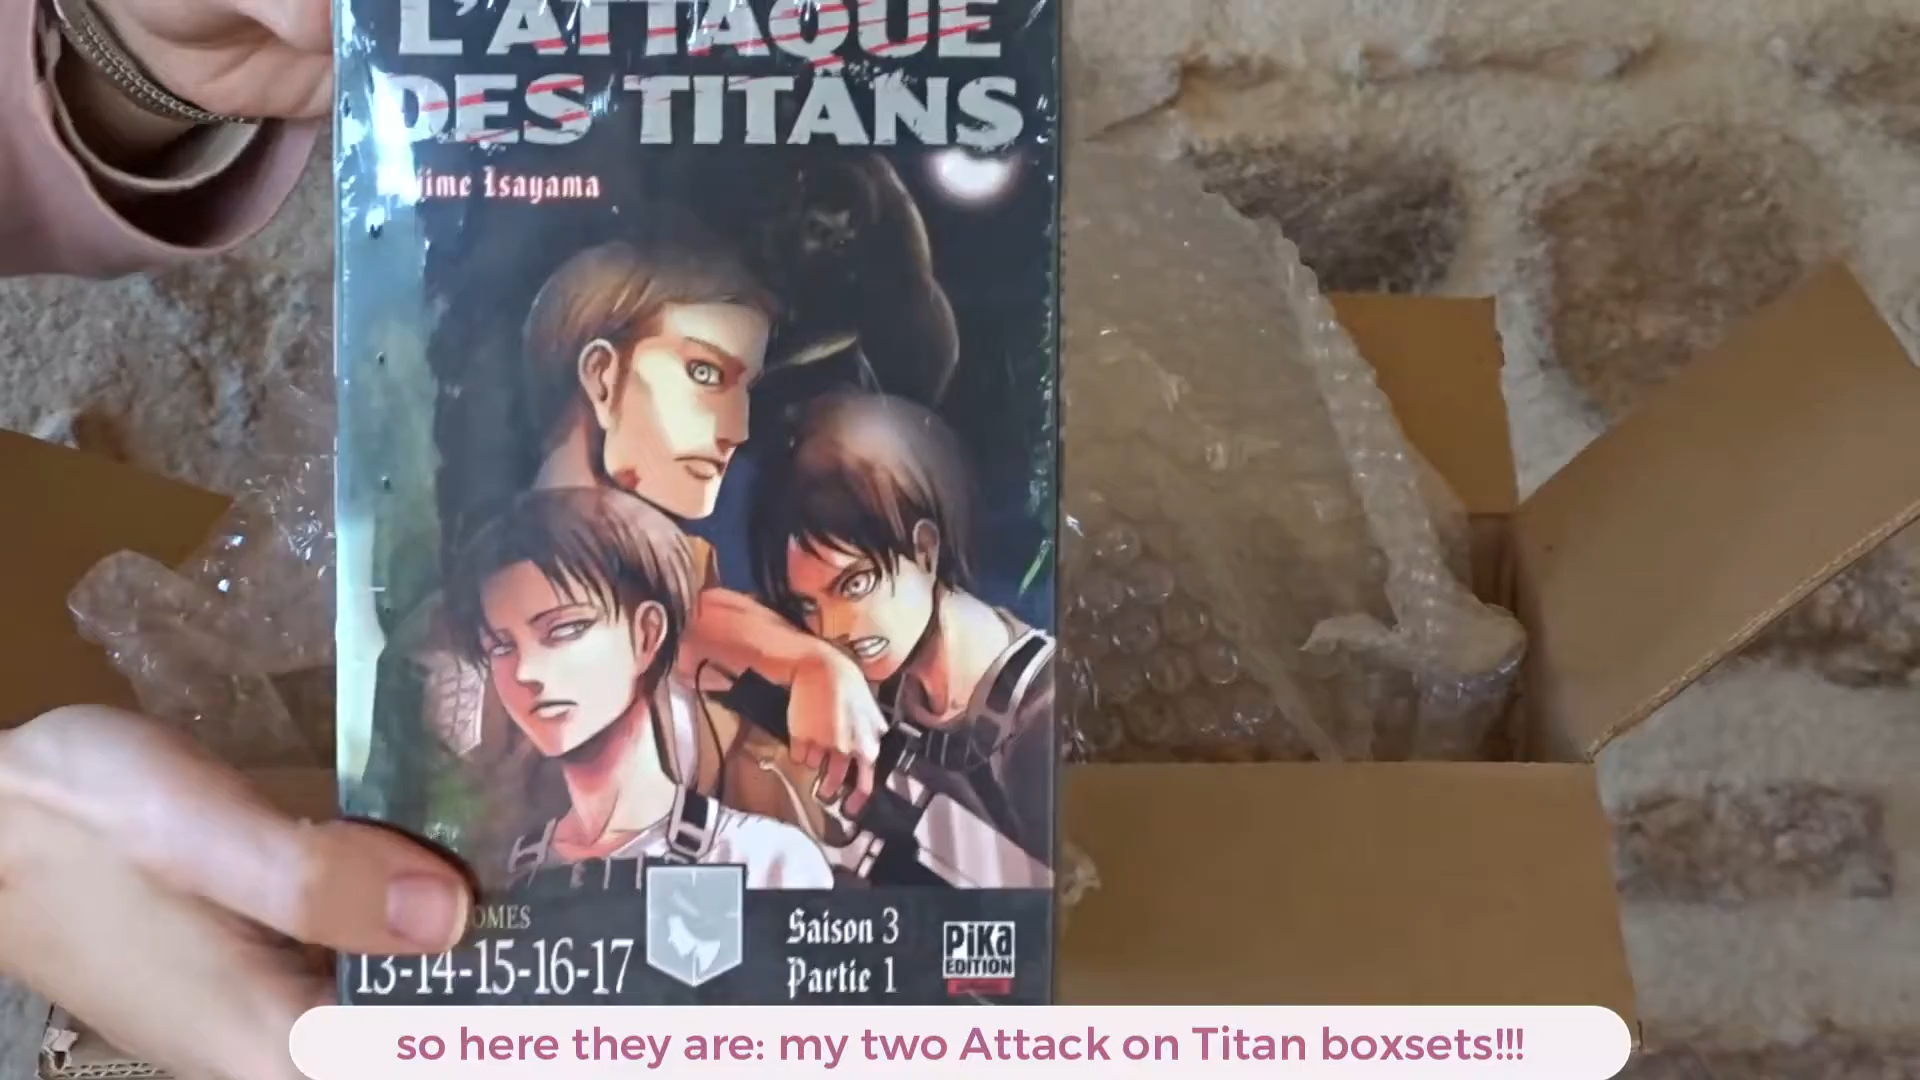 L'ATTAQUE
DES TITANS
Isayama
13-14-15-16-17
Saison 3
Partie 1
PiKa
EDITION
so here they are: my two Attack on Titan boxsets!!!